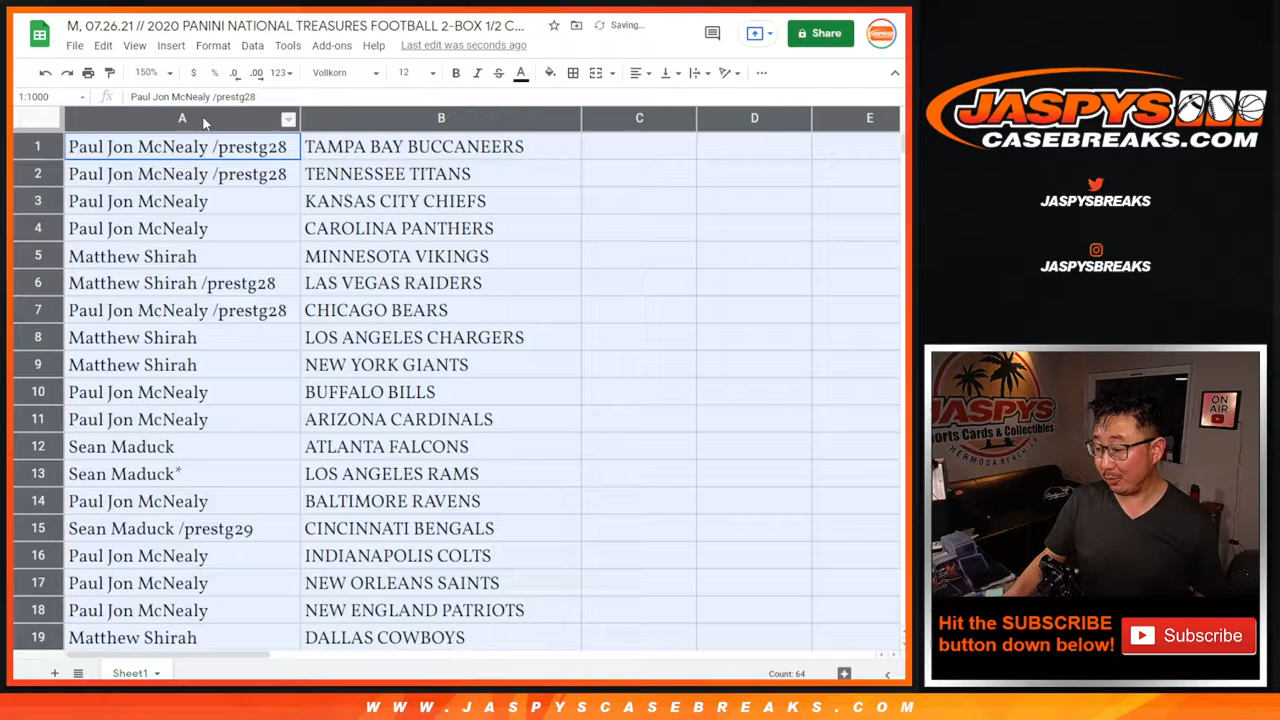 M, 07.26.21 // 2020 PANINI NATIONAL TREASURES FOOTBALL 2-BOX 1/2 C...
Saving...
File Edit View Insert Format Data Tools Add-ons Help Last edit was seconds ago
Share
150% $ % .0 .00 123 Vollkorn 12 B I S A
1:1000 fx Paul Jon McNealy /prestg28
A B C D E
1 Paul Jon McNealy /prestg28 TAMPA BAY BUCCANEERS
2 Paul Jon McNealy /prestg28 TENNESSEE TITANS
3 Paul Jon McNealy KANSAS CITY CHIEFS
4 Paul Jon McNealy CAROLINA PANTHERS
5 Matthew Shirah MINNESOTA VIKINGS
6 Matthew Shirah /prestg28 LAS VEGAS RAIDERS
7 Paul Jon McNealy /prestg28 CHICAGO BEARS
8 Matthew Shirah LOS ANGELES CHARGERS
9 Matthew Shirah NEW YORK GIANTS
10 Paul Jon McNealy BUFFALO BILLS
11 Paul Jon McNealy ARIZONA CARDINALS
12 Sean Maduck ATLANTA FALCONS
13 Sean Maduck* LOS ANGELES RAMS
14 Paul Jon McNealy BALTIMORE RAVENS
15 Sean Maduck /prestg29 CINCINNATI BENGALS
16 Paul Jon McNealy INDIANAPOLIS COLTS
17 Paul Jon McNealy NEW ORLEANS SAINTS
18 Paul Jon McNealy NEW ENGLAND PATRIOTS
19 Matthew Shirah DALLAS COWBOYS
Sheet1
Count: 64
JASPYS
CASEBREAKS.COM
JASPYSBREAKS
JASPYSBREAKS
JASPYS
Sports Cards & Collectibles
HERMOSA BEACH, CA
ON
AIR
Hit the SUBSCRIBE
button down below!
Subscribe
WWW.JASPYSCASEBREAKS.COM